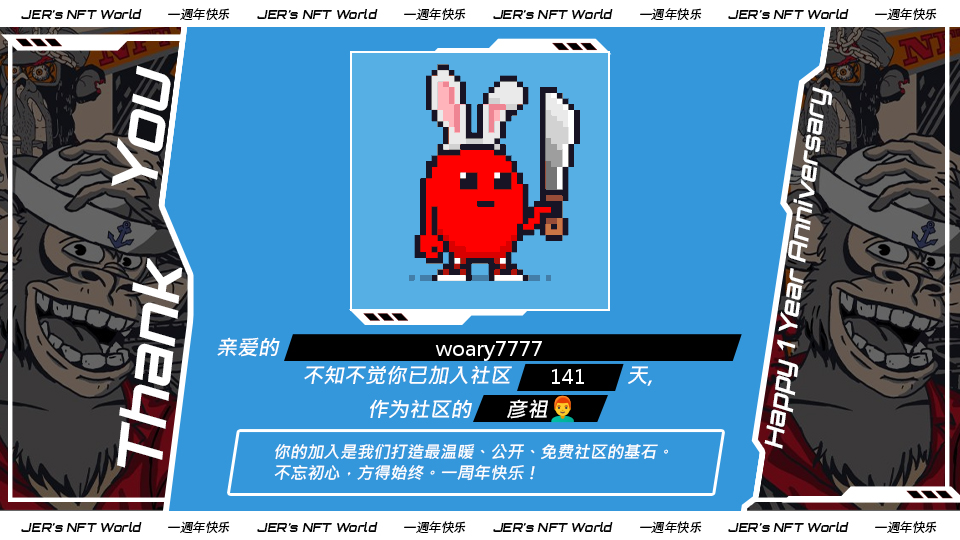 JER's NFT World 一週年快乐 JER's NFT World 一週年快乐 JER's NFT World 一週年快乐 JER's NFT World 一週年快乐
Thank You
Happy 1 Year Anniversary
亲爱的 woary7777
不知不觉你已加入社区 141 天,
作为社区的 彦祖👨‍🦰
你的加入是我们打造最温暖、公开、免费社区的基石。
不忘初心，方得始终。一周年快乐！
JER's NFT World 一週年快乐 JER's NFT World 一週年快乐 JER's NFT World 一週年快乐 JER's NFT World 一週年快乐